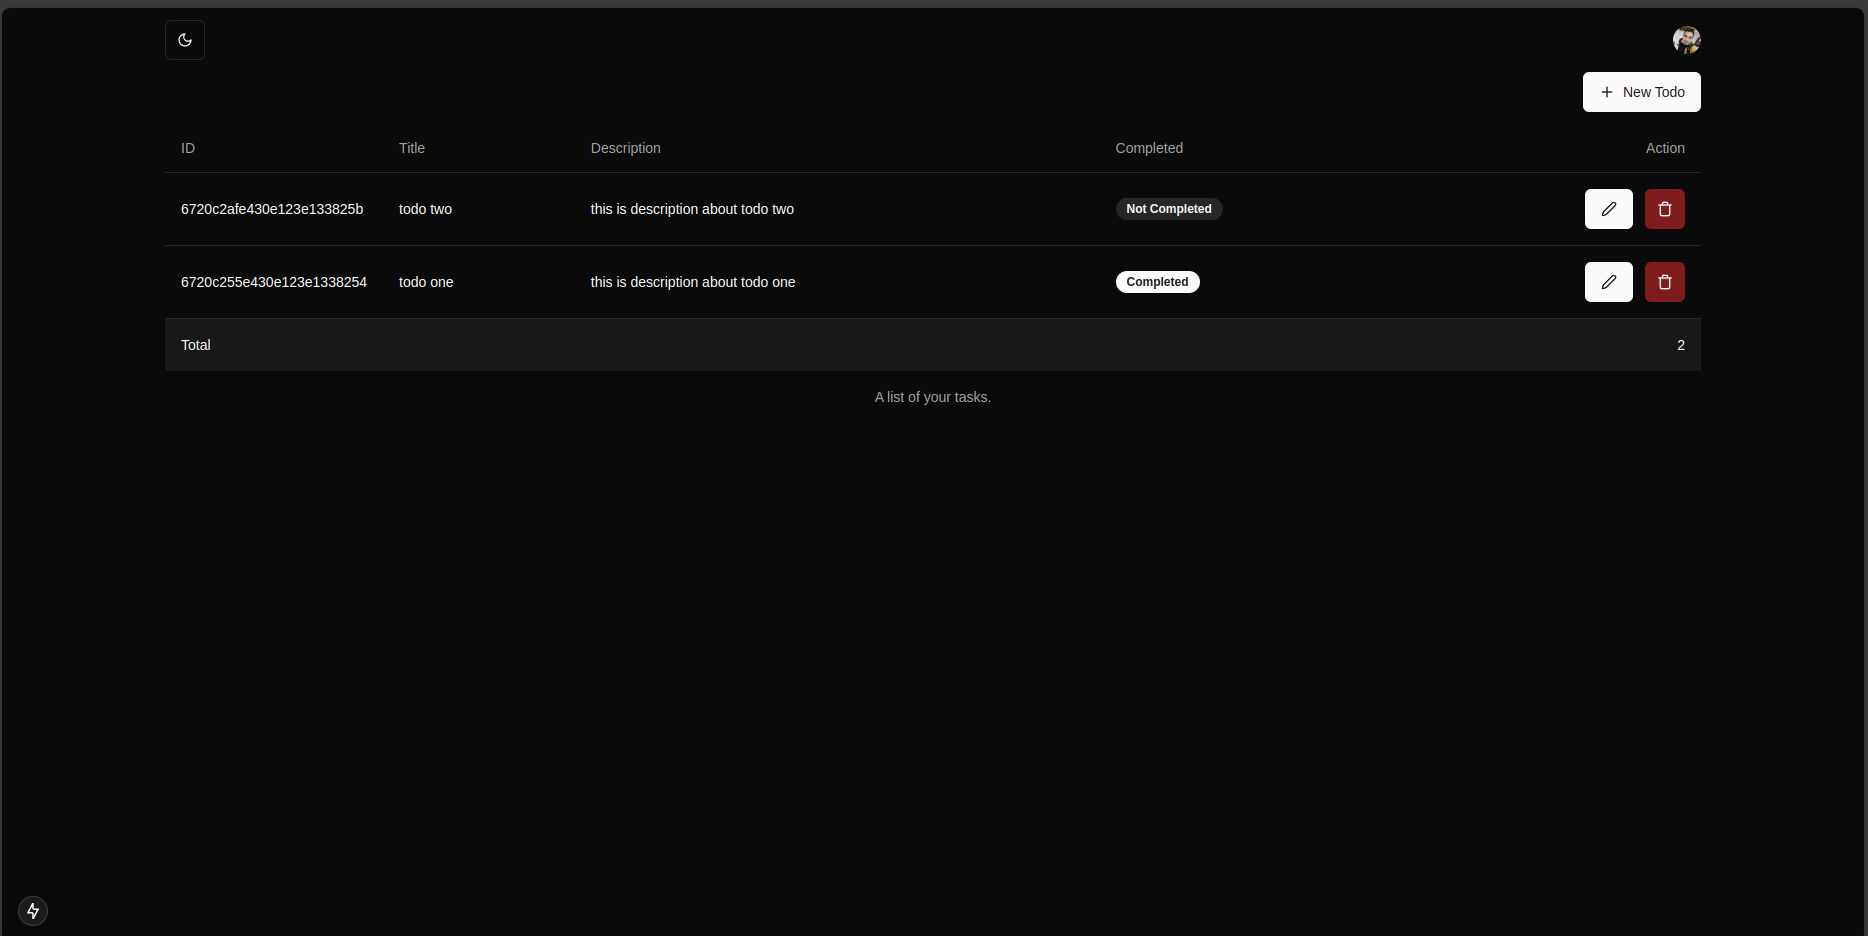 New Todo
ID Title Description Completed Action
6720c2afe430e123e133825b todo two this is description about todo two Not Completed
6720c255e430e123e1338254 todo one this is description about todo one Completed
Total 2
A list of your tasks.